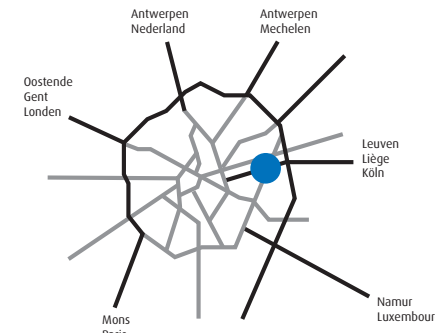 Antwerpen
Nederland
Antwerpen
Mechelen
Oostende
Gent
Londen
Leuven
Liège
Köln
Namur
Luxembour
Mons